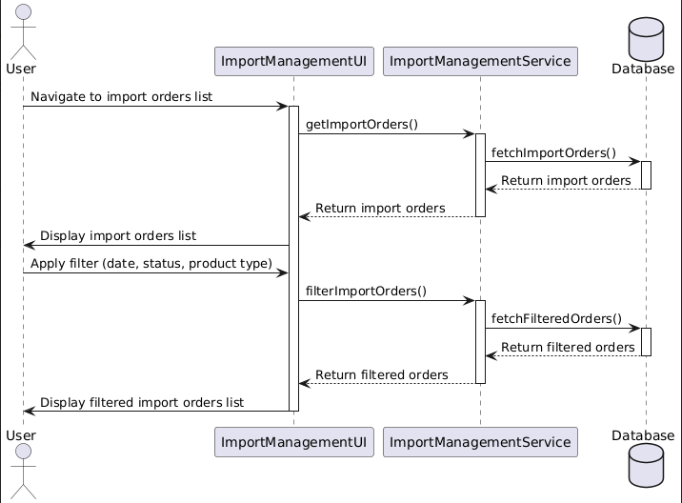 User
ImportManagementUI
ImportManagementService
Database
Navigate to import orders list
getImportOrders()
fetchImportOrders()
Return import orders
Return import orders
Display import orders list
Apply filter (date, status, product type)
filterImportOrders()
fetchFilteredOrders()
Return filtered orders
Return filtered orders
Display filtered import orders list
User
ImportManagementUI
ImportManagementService
Database